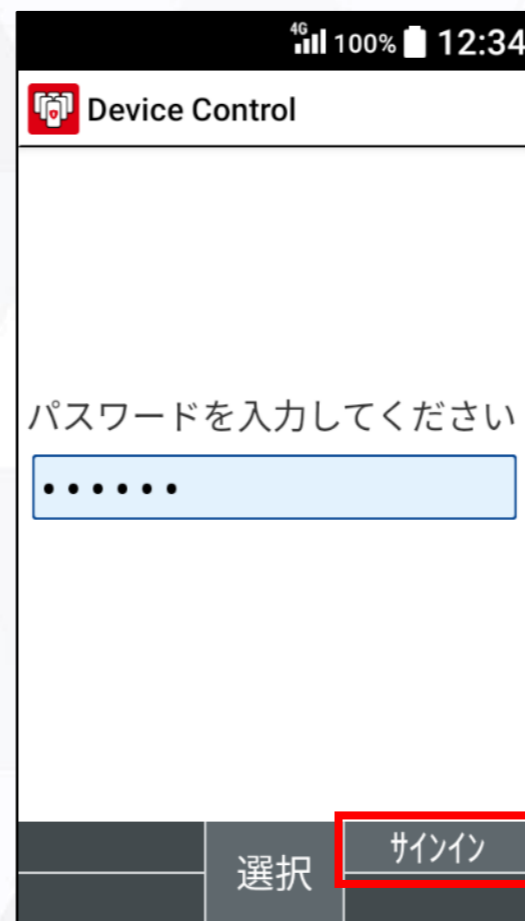 4G 100% 12:34
Device Control
パスワードを入力してください
••••••
サインイン
選択